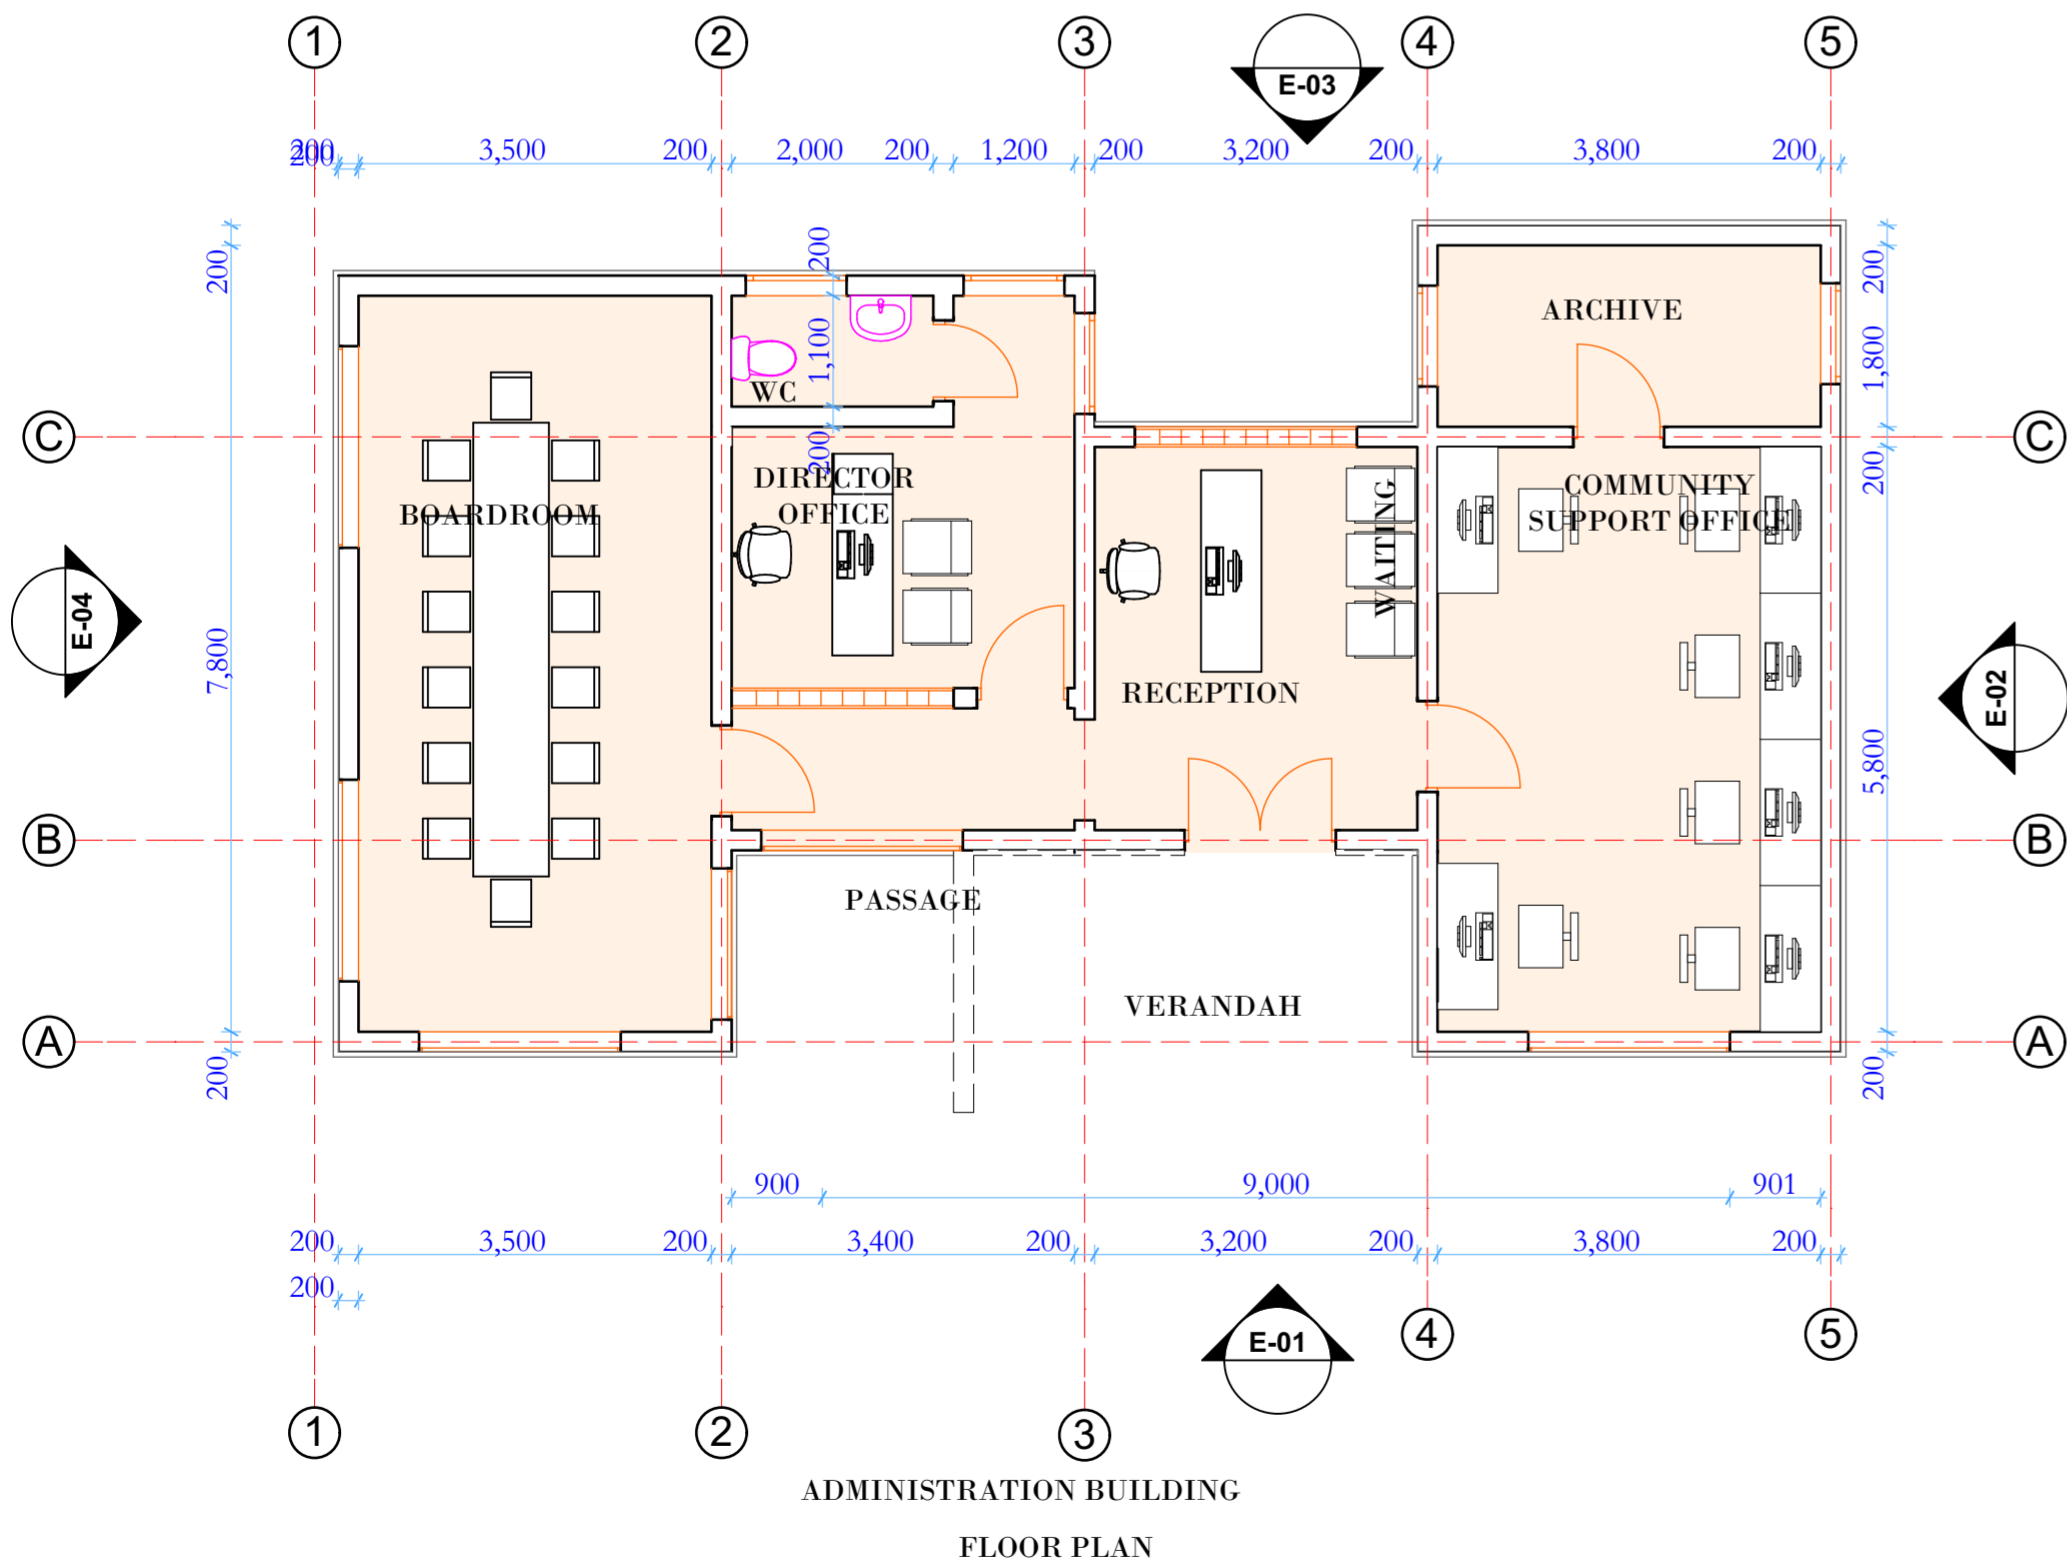 1 2 3 4 5
E-03
200 200 3,500 200 2,000 200 1,200 200 3,200 200 3,800 200
200
200
200
ARCHIVE
1,100
1,800
WC
C C
200
200
DIRECTOR
OFFICE
BOARDROOM
WAITING
COMMUNITY
SUPPORT OFFICE
E-04
7,800
RECEPTION
E-02
5,800
B B
PASSAGE
VERANDAH
A A
200
200
900 9,000 901
200 3,500 200 3,400 200 3,200 200 3,800 200
200
E-01
4 5
1 2 3
ADMINISTRATION BUILDING
FLOOR PLAN